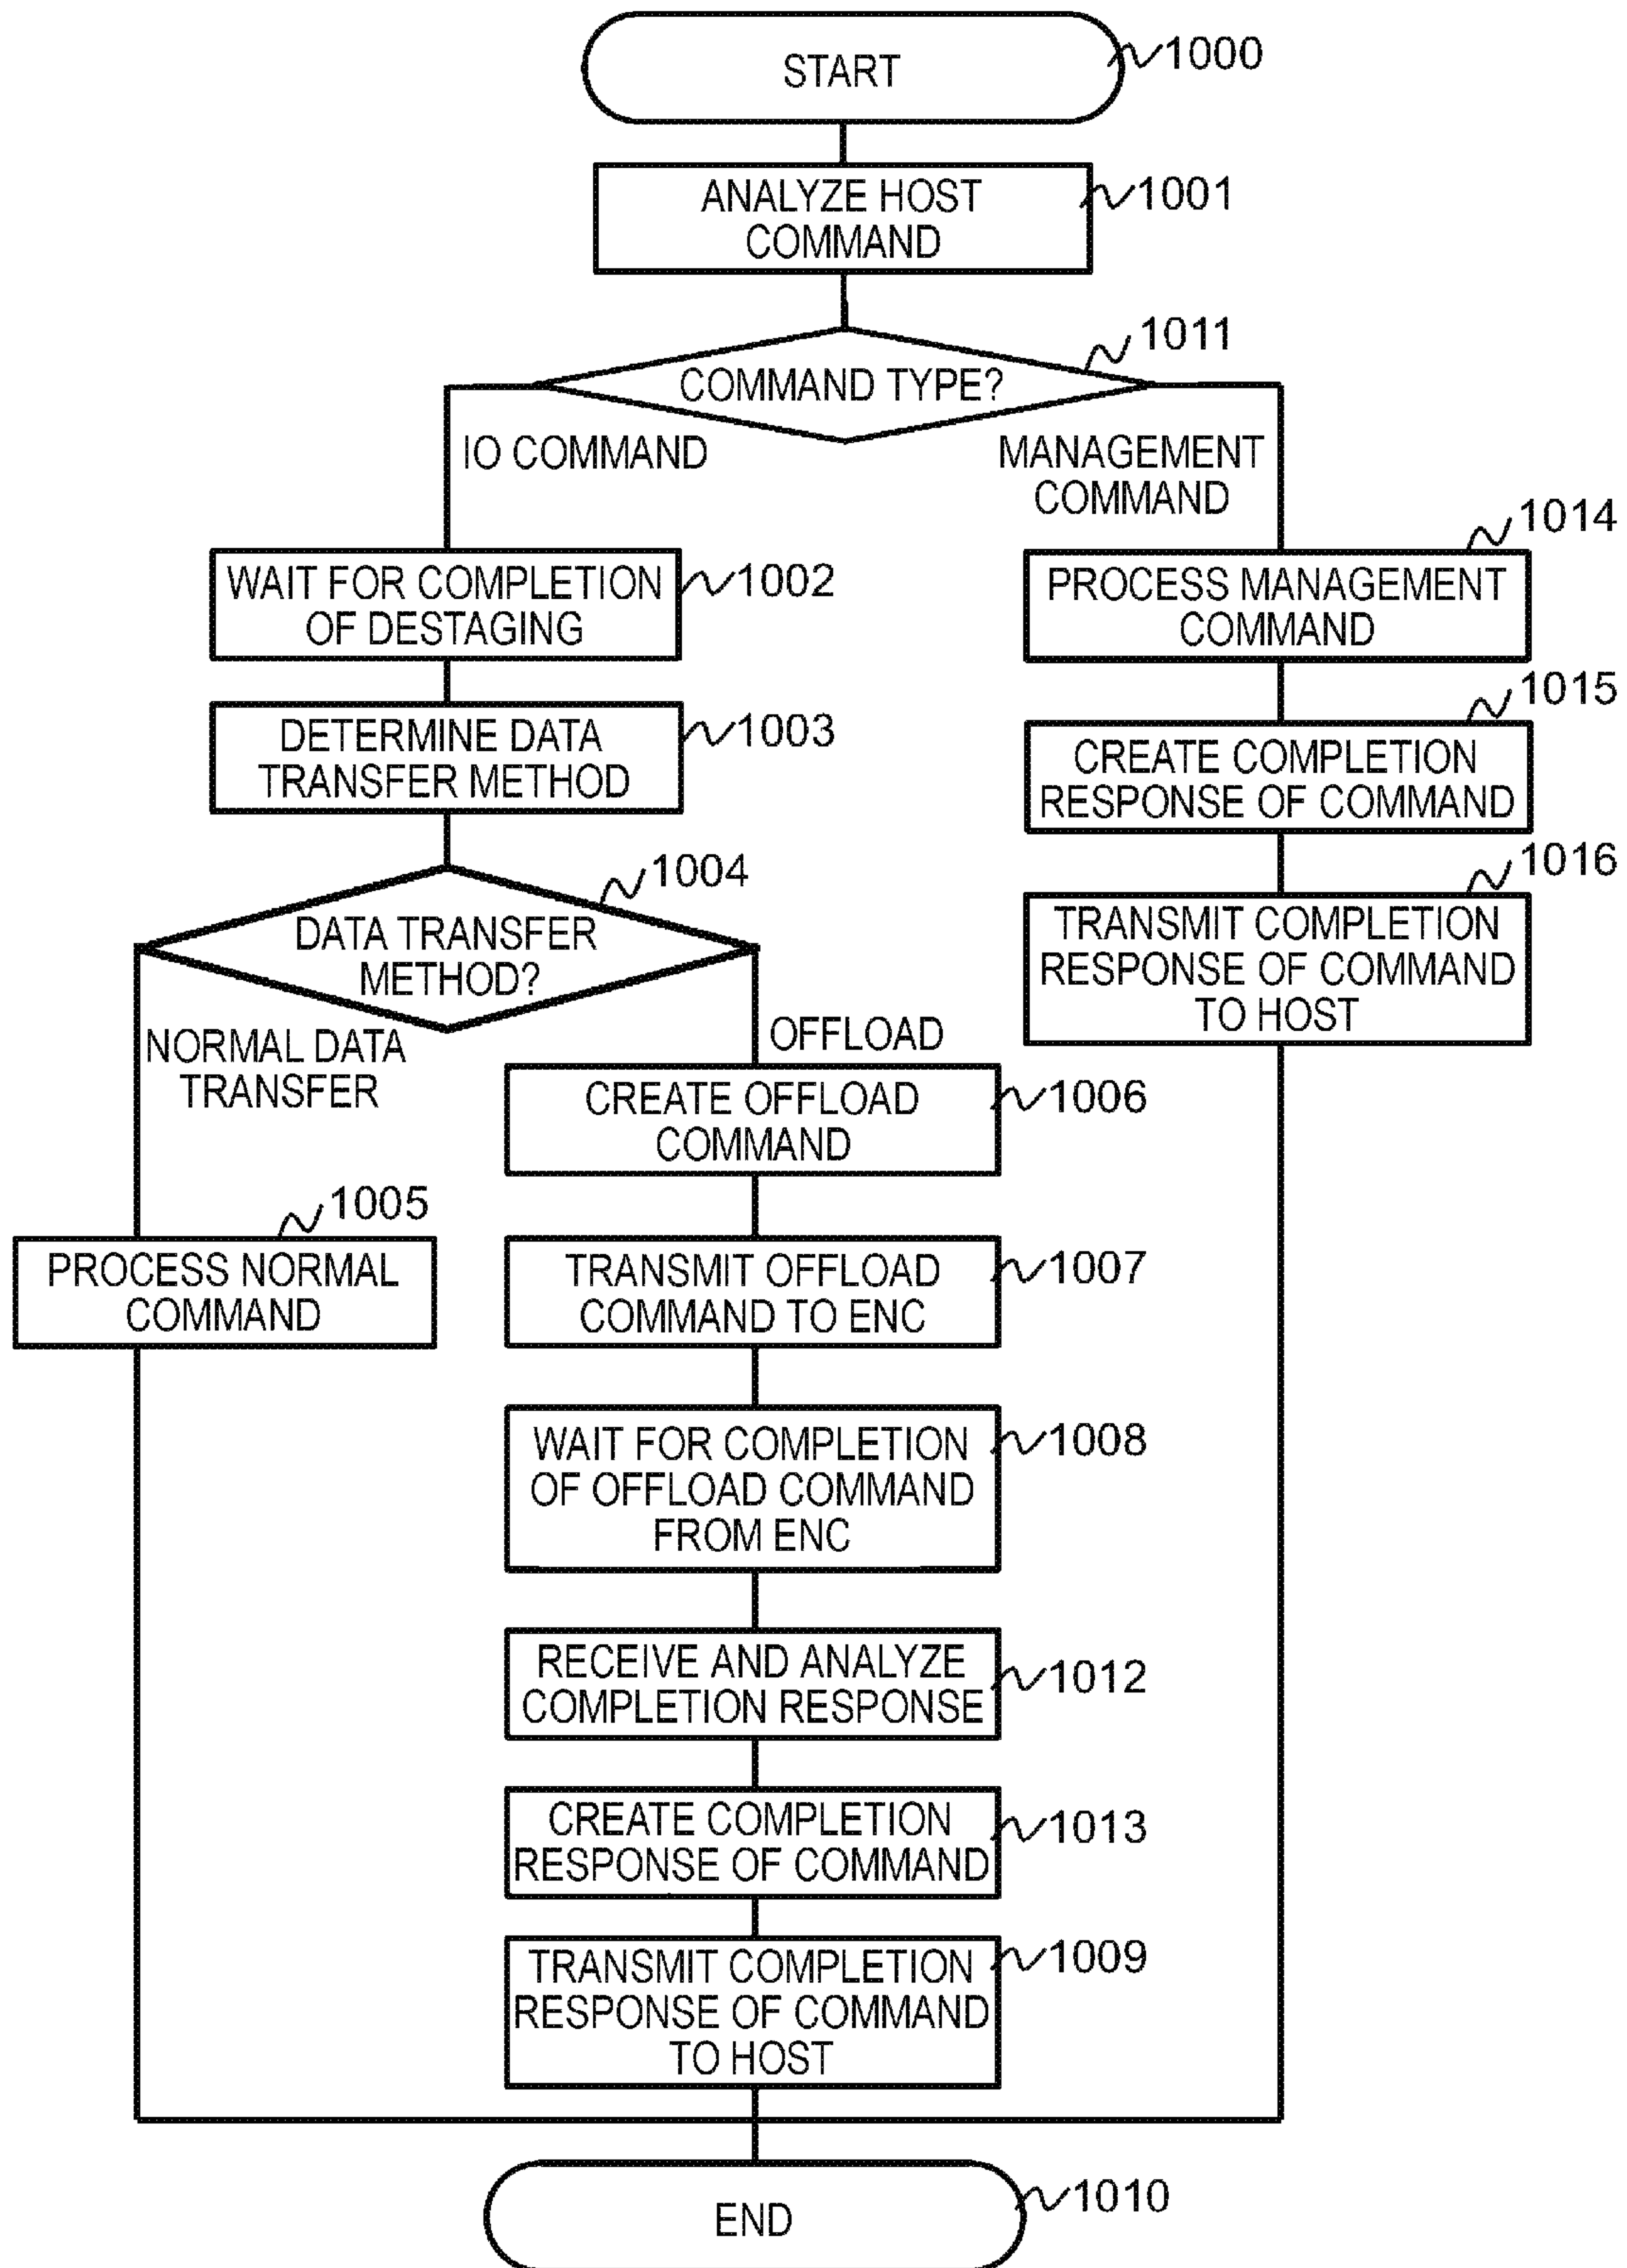 START
1000
ANALYZE HOST
COMMAND
1001
COMMAND TYPE?
1011
IO COMMAND
MANAGEMENT
COMMAND
WAIT FOR COMPLETION
OF DESTAGING
1002
PROCESS MANAGEMENT
COMMAND
1014
DETERMINE DATA
TRANSFER METHOD
1003
CREATE COMPLETION
RESPONSE OF COMMAND
1015
DATA TRANSFER
METHOD?
1004
TRANSMIT COMPLETION
RESPONSE OF COMMAND
TO HOST
1016
NORMAL DATA
TRANSFER
OFFLOAD
CREATE OFFLOAD
COMMAND
1006
PROCESS NORMAL
COMMAND
1005
TRANSMIT OFFLOAD
COMMAND TO ENC
1007
WAIT FOR COMPLETION
OF OFFLOAD COMMAND
FROM ENC
1008
RECEIVE AND ANALYZE
COMPLETION RESPONSE
1012
CREATE COMPLETION
RESPONSE OF COMMAND
1013
TRANSMIT COMPLETION
RESPONSE OF COMMAND
TO HOST
1009
END
1010